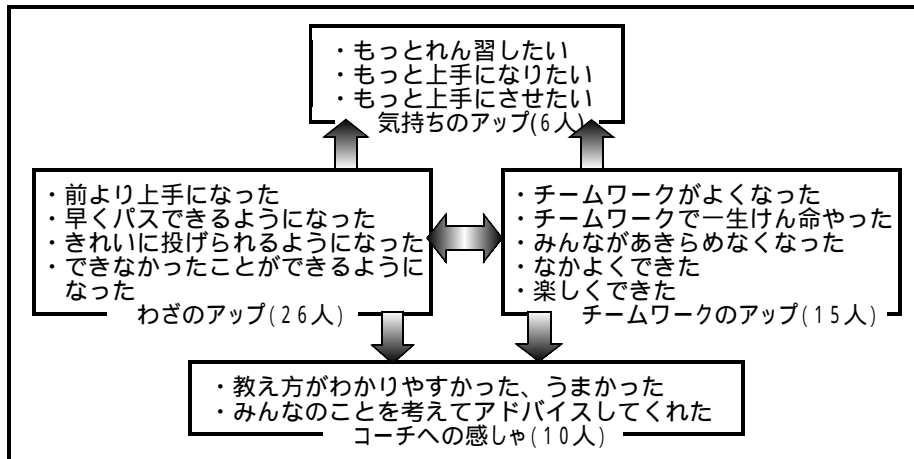 ・もっとれん習したい
・もっと上手になりたい
・もっと上手にさせたい
気持ちのアップ(6人)
・前より上手になった
・早くパスできるようになった
・きれいに投げられるようになった
・できなかったことができるように
なった
わざのアップ(26人)
・チームワークがよくなった
・チームワークで一生けん命やった
・みんながあきらめなくなった
・なかよくできた
・楽しくできた
チームワークのアップ(15人)
・教え方がわかりやすかった、うまかった
・みんなのことを考えてアドバイスしてくれた
コーチへの感しゃ(10人)